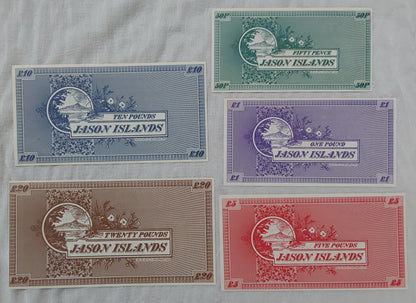 50P 50P
FIFTY PENCE
JASON ISLANDS
50P 50P
£10 £10
TEN POUNDS
JASON ISLANDS
£10 £10
£1 £1
ONE POUND
JASON ISLANDS
£1 £1
£20 £20
TWENTY POUNDS
JASON ISLANDS
£20 £20
£5 £5
FIVE POUNDS
JASON ISLANDS
£5 £5